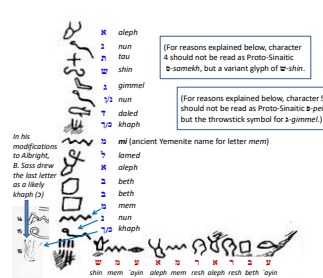 א aleph
נ nun
ת tau
ש shin
ג gimmel
נ/ך nun
ד daled
כ/ך khaph
מ mi (ancient Yemenite name for letter mem)
ל lamed
א aleph
ב beth
ב beth
מ mem
נ nun
כ/ך khaph
(For reasons explained below, character
4 should not be read as Proto-Sinaitic
ס-samekh, but a variant glyph of ש-shin.
(For reasons explained below, character
should not be read as Proto-Sinaitic
but the throwstick symbol for ג-gimmel.)
In his
modifications
to Albright,
B. Sass drew
the last letter
as a likely
khaph (כ)
14
15
16
ש מ ע א מ ר א ר ב ע
shin mem ʿayin aleph mem resh aleph resh beth ʿayin